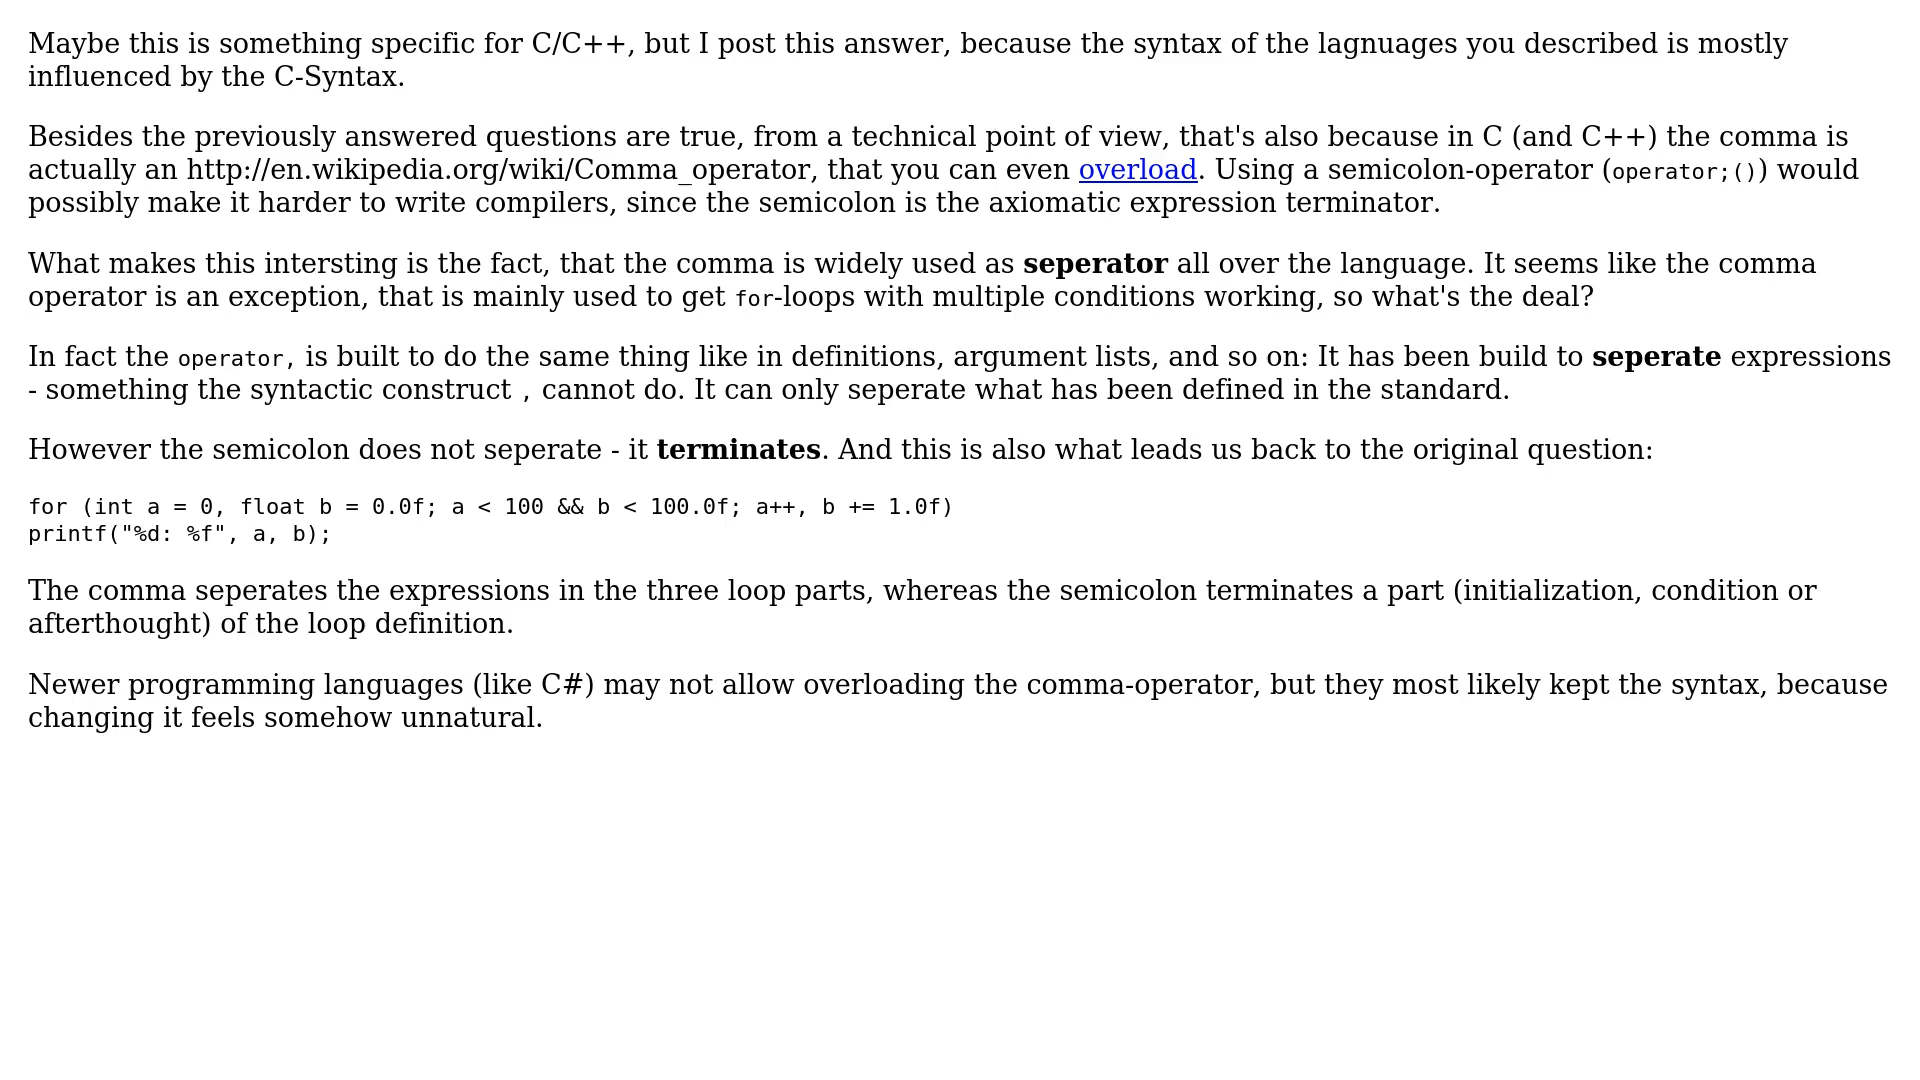 Maybe this is something specific for C/C++, but I post this answer, because the syntax of the lagnuages you described is mostly
influenced by the C-Syntax.
Besides the previously answered questions are true, from a technical point of view, that's also because in C (and C++) the comma is
actually an http://en.wikipedia.org/wiki/Comma_operator, that you can even overload. Using a semicolon-operator (operator;()) would
possibly make it harder to write compilers, since the semicolon is the axiomatic expression terminator.
What makes this intersting is the fact, that the comma is widely used as seperator all over the language. It seems like the comma
operator is an exception, that is mainly used to get for-loops with multiple conditions working, so what's the deal?
In fact the operator, is built to do the same thing like in definitions, argument lists, and so on: It has been build to seperate expressions
- something the syntactic construct , cannot do. It can only seperate what has been defined in the standard.
However the semicolon does not seperate - it terminates. And this is also what leads us back to the original question:
for (int a = 0, float b = 0.0f; a < 100 && b < 100.0f; a++, b += 1.0f)
printf("%d: %f", a, b);
The comma seperates the expressions in the three loop parts, whereas the semicolon terminates a part (initialization, condition or
afterthought) of the loop definition.
Newer programming languages (like C#) may not allow overloading the comma-operator, but they most likely kept the syntax, because
changing it feels somehow unnatural.